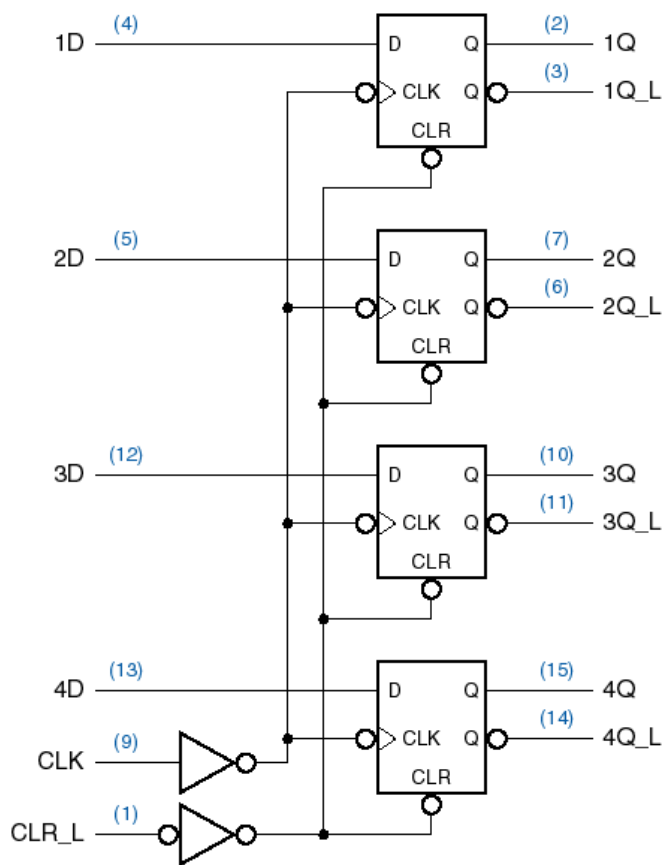 (4) (2)
1D D Q 1Q
(3)
CLK Q 1Q_L
CLR
(5) (7)
2D D Q 2Q
(6)
CLK Q 2Q_L
CLR
(12) (10)
3D D Q 3Q
(11)
CLK Q 3Q_L
CLR
(13) (15)
4D D Q 4Q
(14)
CLK Q 4Q_L
(9)
CLK
CLR
(1)
CLR_L